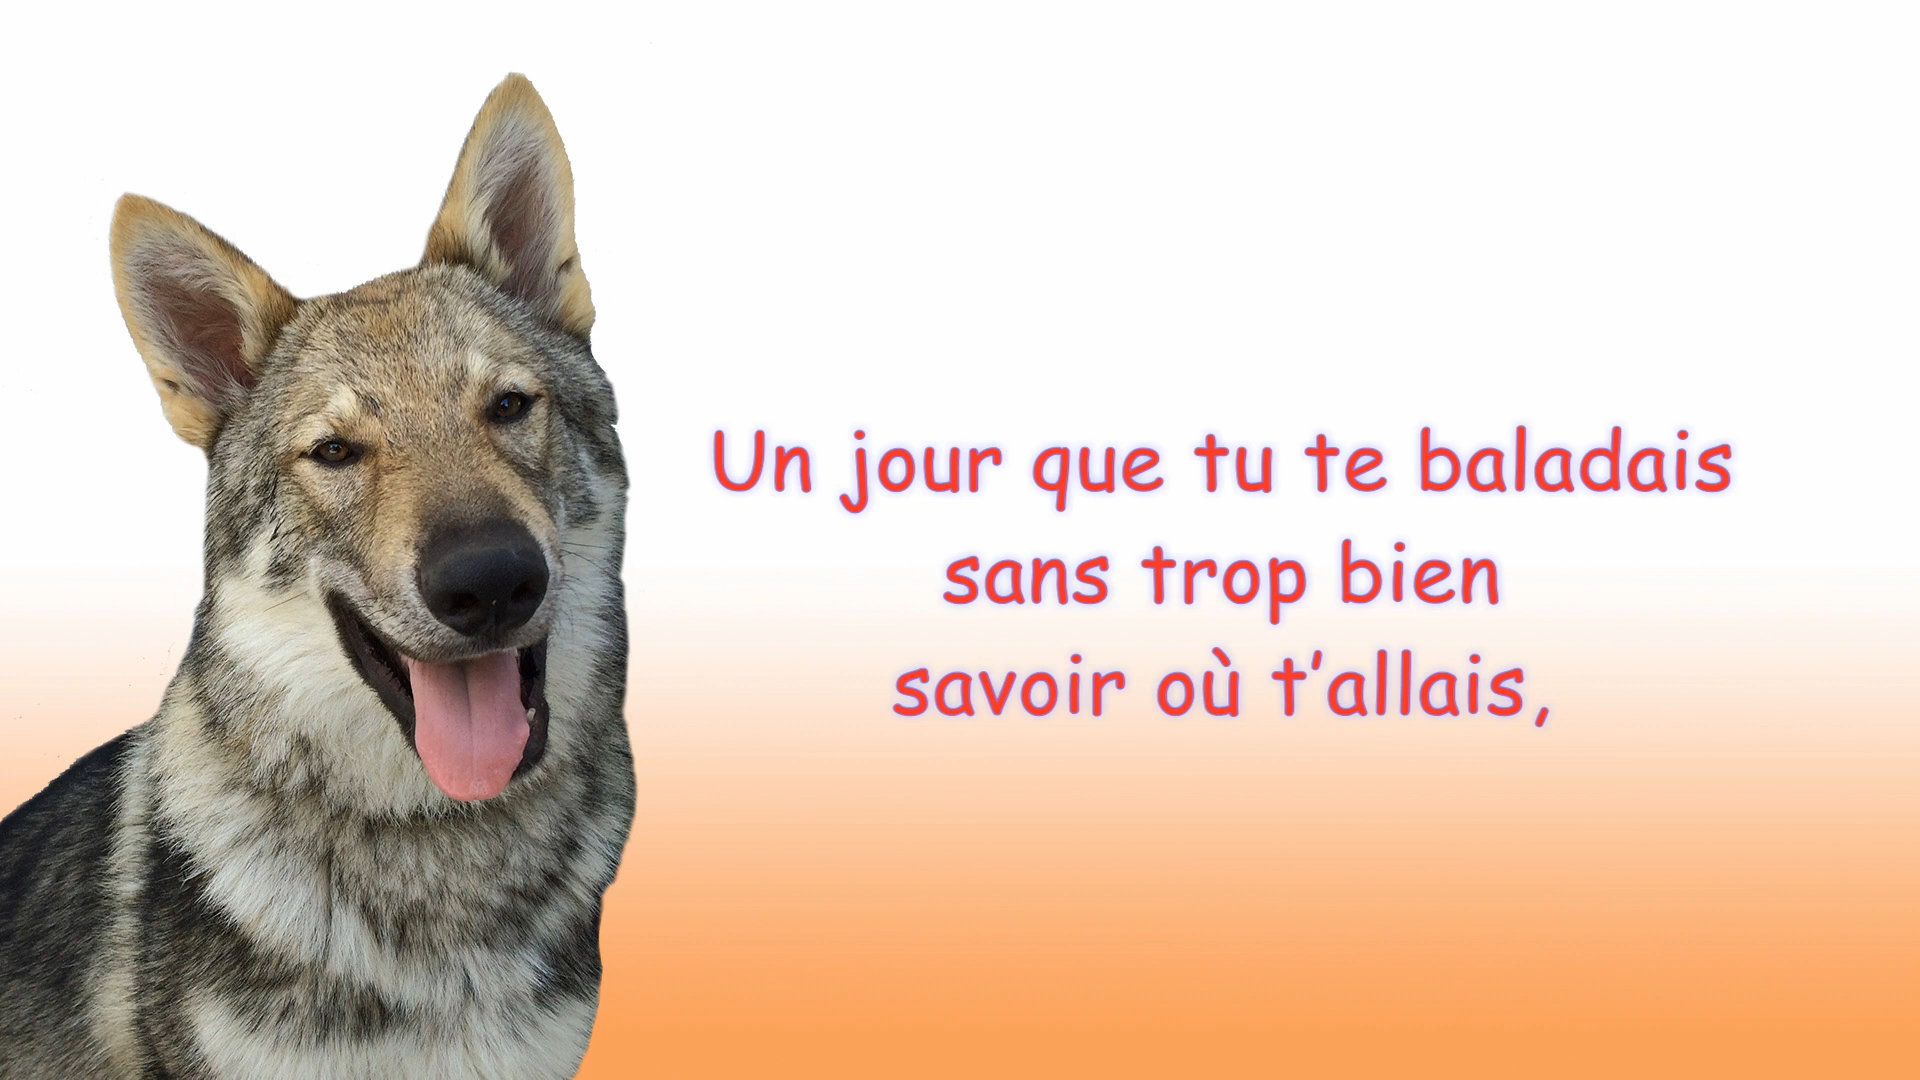 Un jour que tu te baladais
sans trop bien
savoir où t’allais,